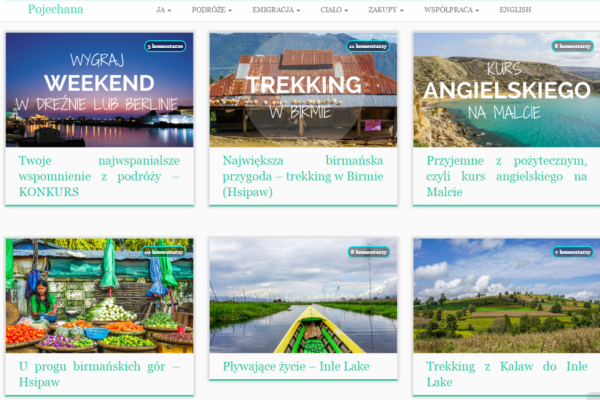 Pojechana
JA
PODRÓŻE
EMIGRACJA
CIAŁO
ZAKUPY
WSPÓŁPRACA
ENGLISH
3 komentarze
WYGRAJ
WEEKEND
W DREŹNIE LUB BERLINIE
Twoje najwspanialsze
wspomnienie z podróży –
KONKURS
11 komentarzy
TREKKING
W BIRMIE
Największa birmańska
przygoda – trekking w Birmie
(Hsipaw)
8 komentarzy
KURS
ANGIELSKIEGO
NA MALCIE
Przyjemne z pożytecznym,
czyli kurs angielskiego na
Malcie
10 komentarzy
U progu birmańskich gór –
Hsipaw
8 komentarzy
Pływające życie – Inle Lake
7 komentarzy
Trekking z Kalaw do Inle
Lake